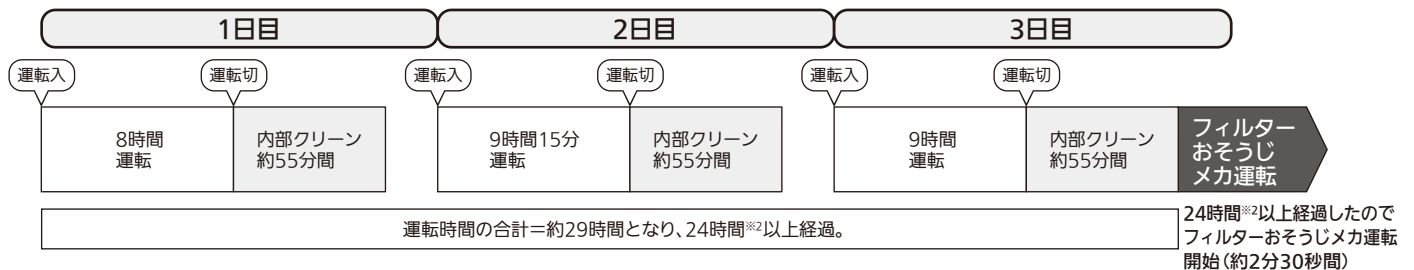 1日目
2日目
3日目
運転入
運転切
運転入
運転切
運転入
運転切
8時間
運転
内部クリーン
約55分間
9時間15分
運転
内部クリーン
約55分間
9時間
運転
内部クリーン
約55分間
フィルター
おそうじ
メカ運転
運転時間の合計＝約29時間となり、24時間※2以上経過。
24時間※2以上経過したので
フィルターおそうじメカ運転
開始（約2分30秒間）